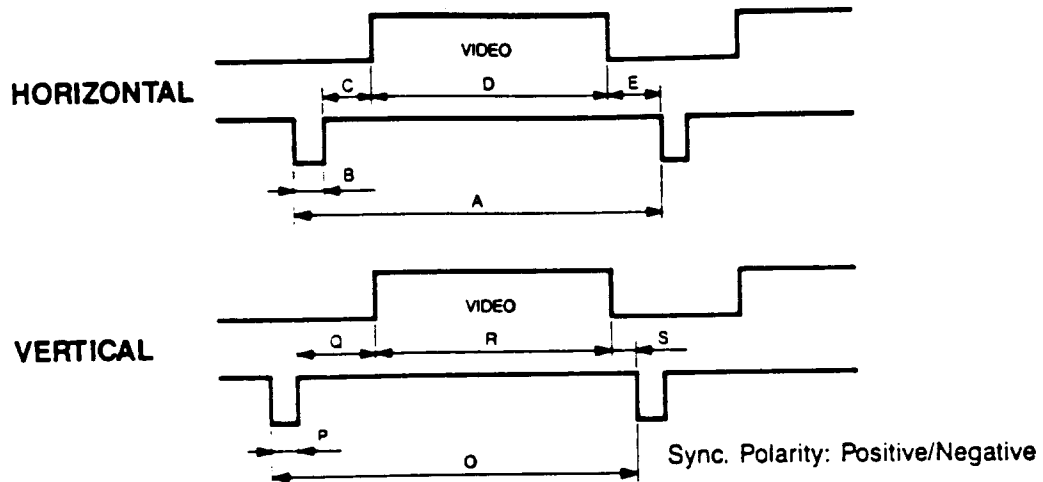 VIDEO
HORIZONTAL
C D E
B
A
VIDEO
VERTICAL
Q R S
P
O
Sync. Polarity: Positive/Negative